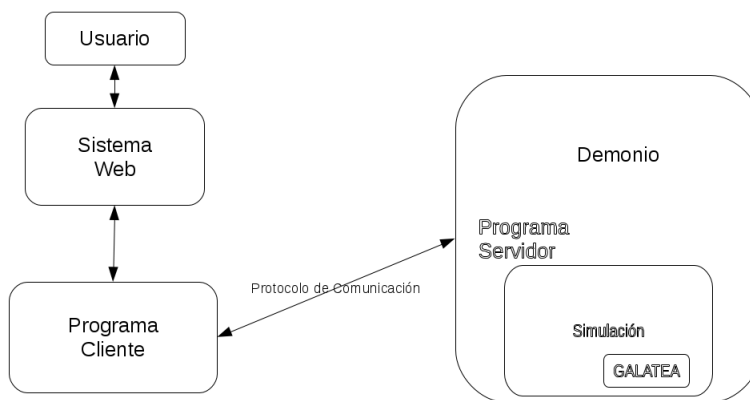 Usuario
Sistema
Web
Demonio
Programa
Servidor
Protocolo de Comunicación
Programa
Cliente
Simulación
GALATEA